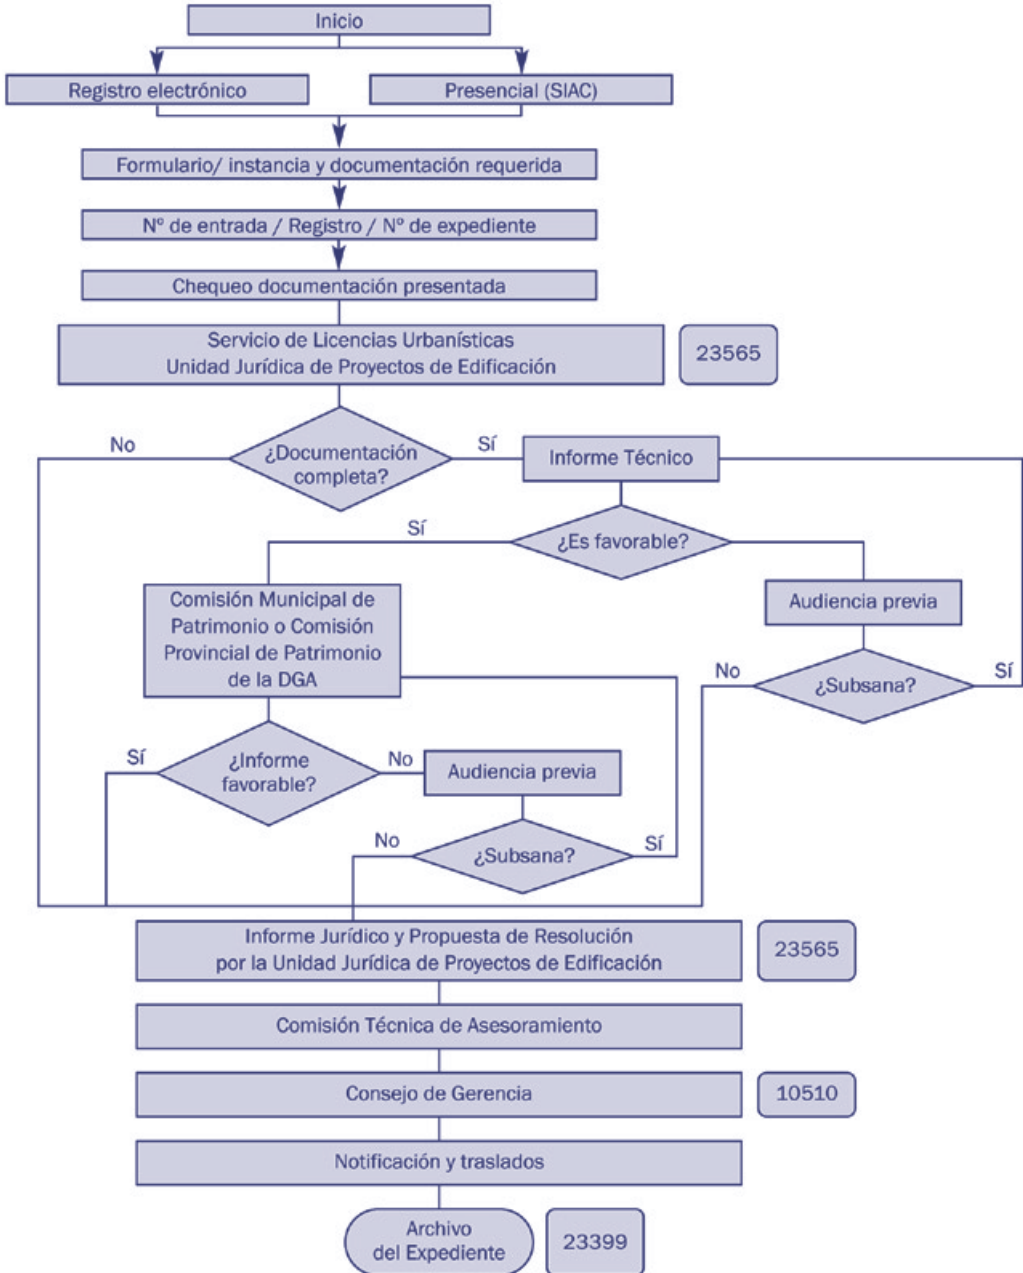 Inicio
Registro electrónico
Presencial (SIAC)
Formulario/ instancia y documentación requerida
Nº de entrada / Registro / Nº de expediente
Chequeo documentación presentada
Servicio de Licencias Urbanísticas
Unidad Jurídica de Proyectos de Edificación
23565
No
¿Documentación
completa?
Sí
Informe Técnico
Sí
¿Es favorable?
Comisión Municipal de
Patrimonio o Comisión
Provincial de Patrimonio
de la DGA
Audiencia previa
No
¿Subsana?
Sí
Sí
¿Informe
favorable?
No
Audiencia previa
No
¿Subsana?
Sí
Informe Jurídico y Propuesta de Resolución
por la Unidad Jurídica de Proyectos de Edificación
23565
Comisión Técnica de Asesoramiento
Consejo de Gerencia
10510
Notificación y traslados
Archivo
del Expediente
23399